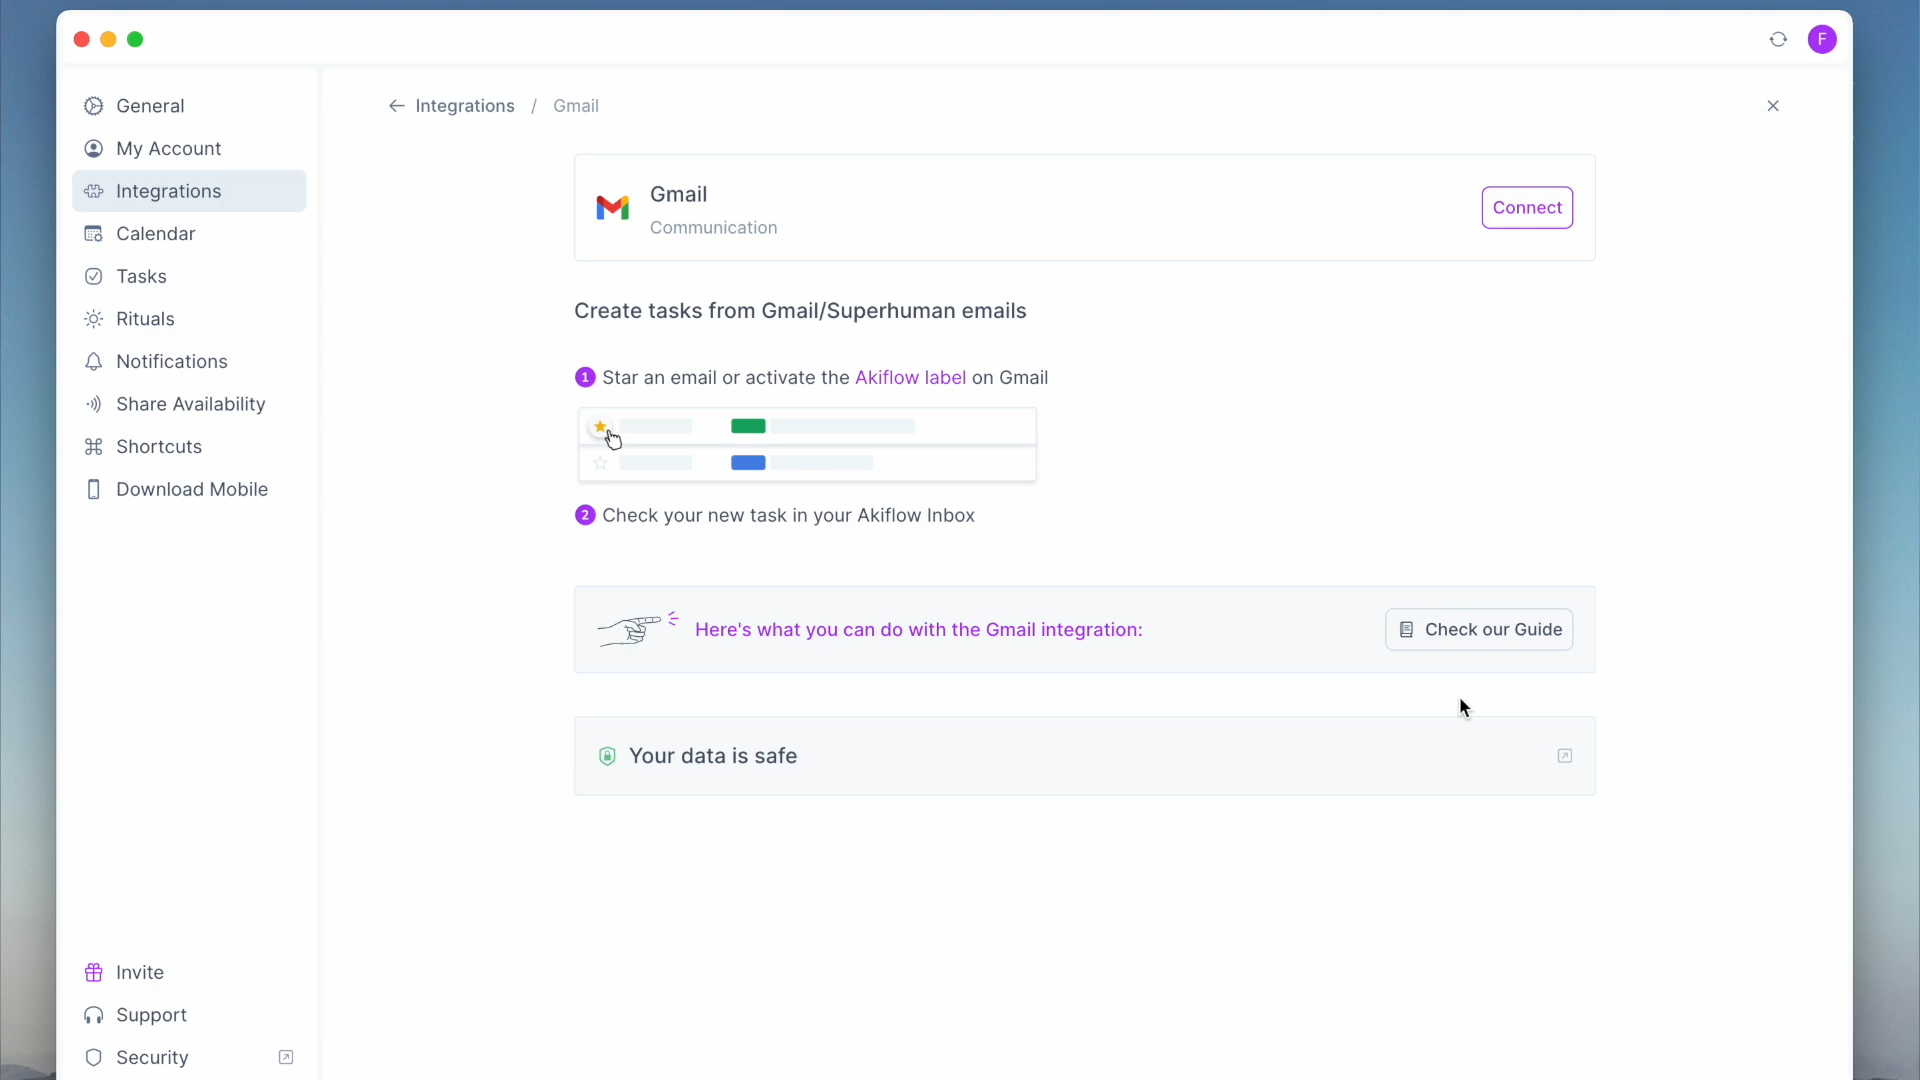 F
General
My Account
Integrations
Calendar
Tasks
Rituals
Notifications
Share Availability
Shortcuts
Download Mobile
Invite
Support
Security
Integrations / Gmail
Gmail
Communication
Connect
Create tasks from Gmail/Superhuman emails
1 Star an email or activate the Akiflow label on Gmail
2 Check your new task in your Akiflow Inbox
Here's what you can do with the Gmail integration:
Check our Guide
Your data is safe